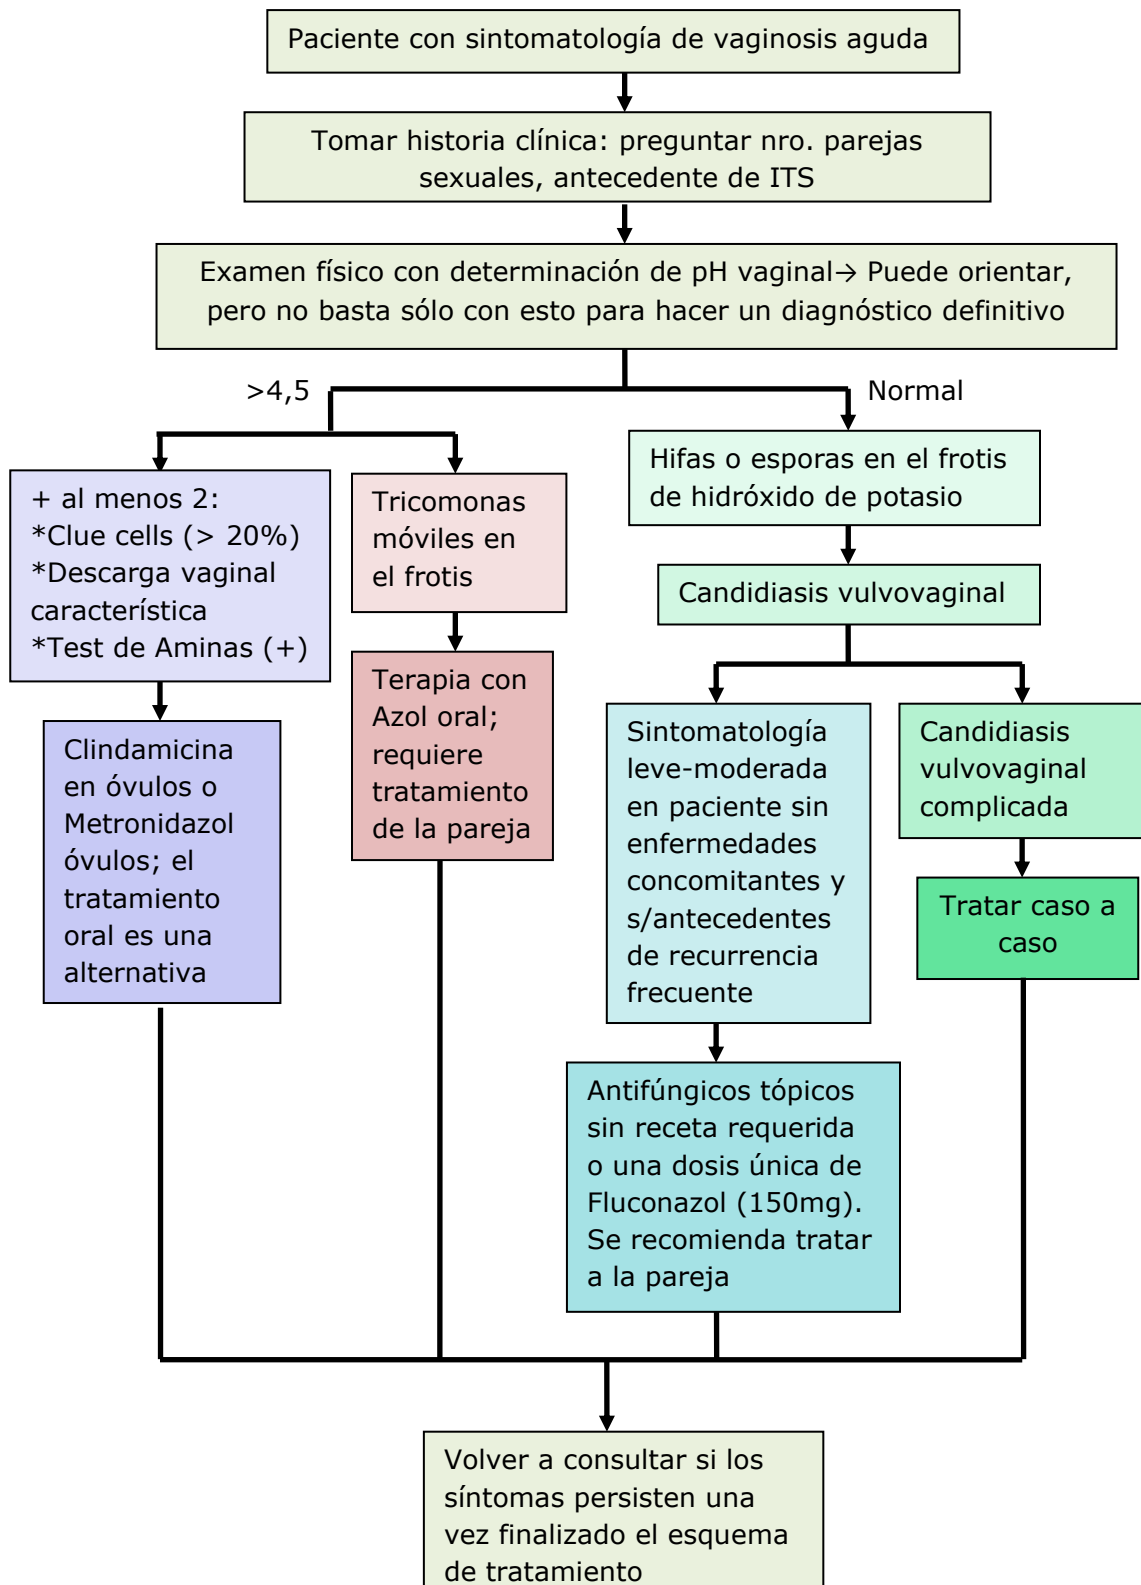 Paciente con sintomatología de vaginosis aguda
Tomar historia clínica: preguntar nro. parejas
sexuales, antecedente de ITS
Examen físico con determinación de pH vaginal→ Puede orientar,
pero no basta sólo con esto para hacer un diagnóstico definitivo
>4,5
Normal
+ al menos 2:
*Clue cells (> 20%)
*Descarga vaginal
característica
*Test de Aminas (+)
Tricomonas
móviles en
el frotis
Hifas o esporas en el frotis
de hidróxido de potasio
Candidiasis vulvovaginal
Clindamicina
en óvulos o
Metronidazol
óvulos; el
tratamiento
oral es una
alternativa
Terapia con
Azol oral;
requiere
tratamiento
de la pareja
Sintomatología
leve-moderada
en paciente sin
enfermedades
concomitantes y
s/antecedentes
de recurrencia
frecuente
Candidiasis
vulvovaginal
complicada
Tratar caso a
caso
Antifúngicos tópicos
sin receta requerida
o una dosis única de
Fluconazol (150mg).
Se recomienda tratar
a la pareja
Volver a consultar si los
síntomas persisten una
vez finalizado el esquema
de tratamiento